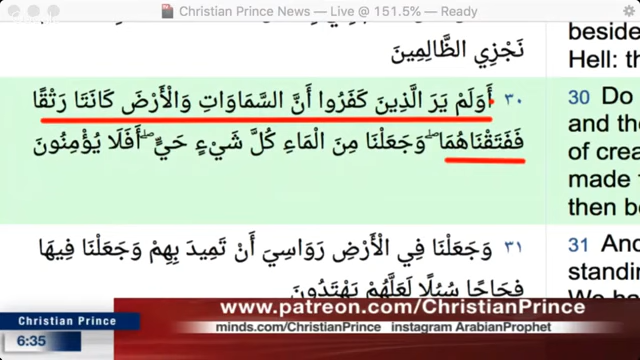 Christian Prince News — Live @ 151.5% — Ready
نَجْزِي الظَّالِمِينَ
٣٠ أَوَلَمْ يَرَ الَّذِينَ كَفَرُوا أَنَّ السَّمَاوَاتِ وَالْأَرْضَ كَانَتَا رَتْقًا
فَفَتَقْنَاهُمَا ۖ وَجَعَلْنَا مِنَ الْمَاءِ كُلَّ شَيْءٍ حَيٍّ ۖ أَفَلَا يُؤْمِنُونَ
٣١ وَجَعَلْنَا فِي الْأَرْضِ رَوَاسِيَ أَنْ تَمِيدَ بِهِمْ وَجَعَلْنَا فِيهَا
فِجَاجًا سُبُلًا لَعَلَّهُمْ يَهْتَدُونَ
beside
Hell: th
30 Do
and the
of crea
made
then be
31 And
standin
www.patreon.com/ChristianPrince
minds.com/ChristianPrince instagram ArabianProphet
Christian Prince
6:35